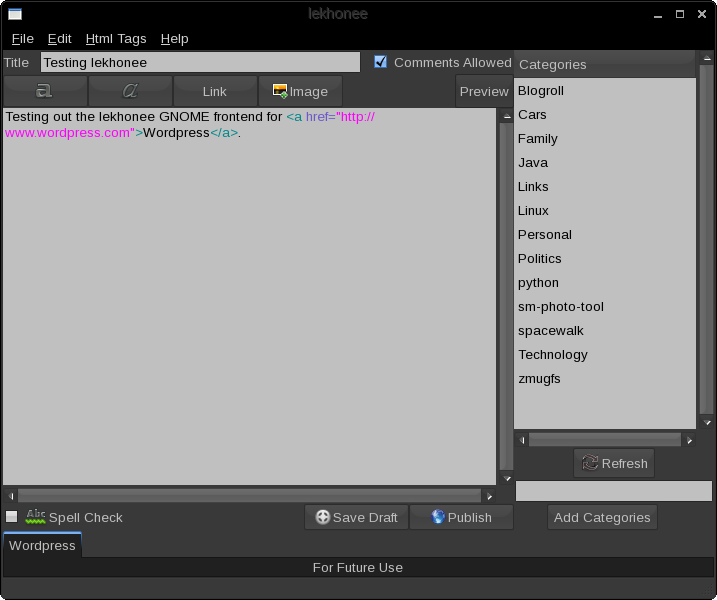 lekhonee
File Edit Html Tags Help
Title Testing lekhonee Comments Allowed Categories
a a Link Image Preview
Testing out the lekhonee GNOME frontend for <a href="http://
www.wordpress.com">Wordpress</a>.
Blogroll
Cars
Family
Java
Links
Linux
Personal
Politics
python
sm-photo-tool
spacewalk
Technology
zmugfs
Refresh
Abc Spell Check Save Draft Publish Add Categories
Wordpress
For Future Use